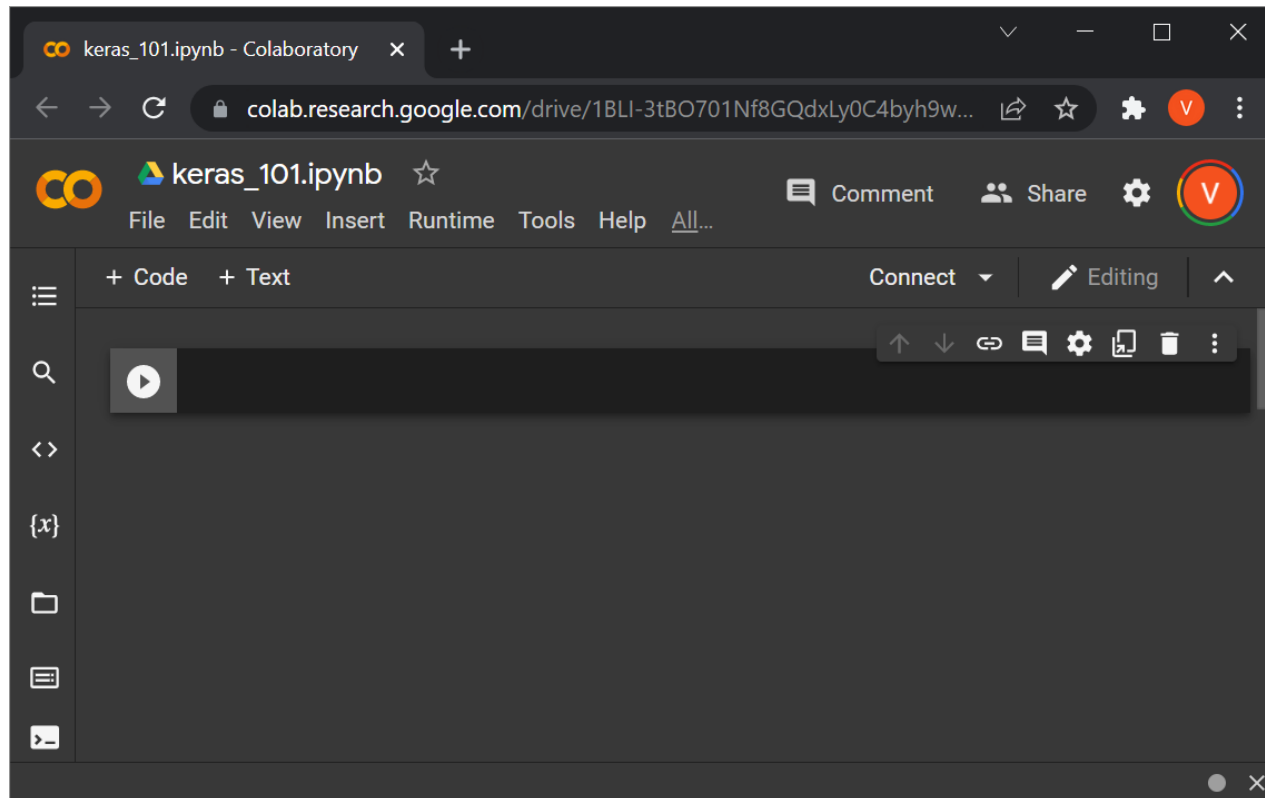 keras_101.ipynb - Colaboratory
colab.research.google.com/drive/1BLI-3tBO701Nf8GQdxLy0C4byh9w...
V
keras_101.ipynb
Comment
Share
V
File Edit View Insert Runtime Tools Help All...
+ Code + Text
Connect
Editing
{x}